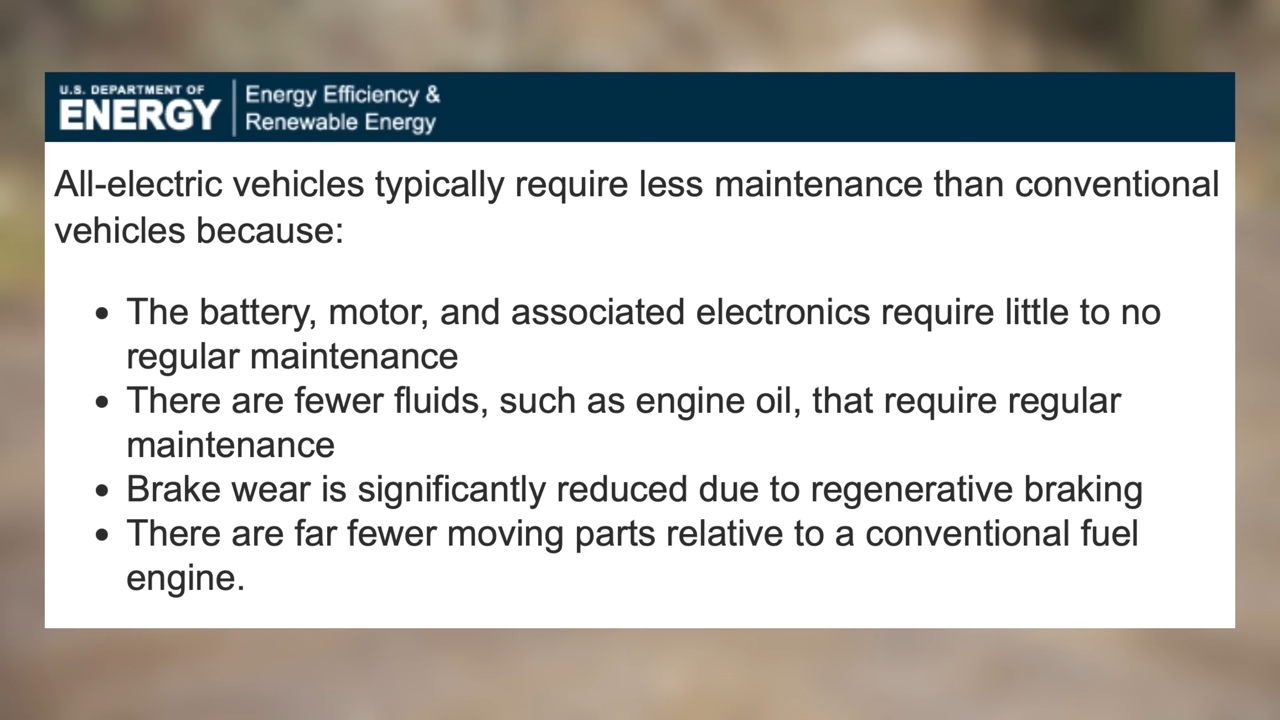 U.S. DEPARTMENT OF
ENERGY
Energy Efficiency &
Renewable Energy
All-electric vehicles typically require less maintenance than conventional
vehicles because:
• The battery, motor, and associated electronics require little to no
regular maintenance
• There are fewer fluids, such as engine oil, that require regular
maintenance
• Brake wear is significantly reduced due to regenerative braking
• There are far fewer moving parts relative to a conventional fuel
engine.